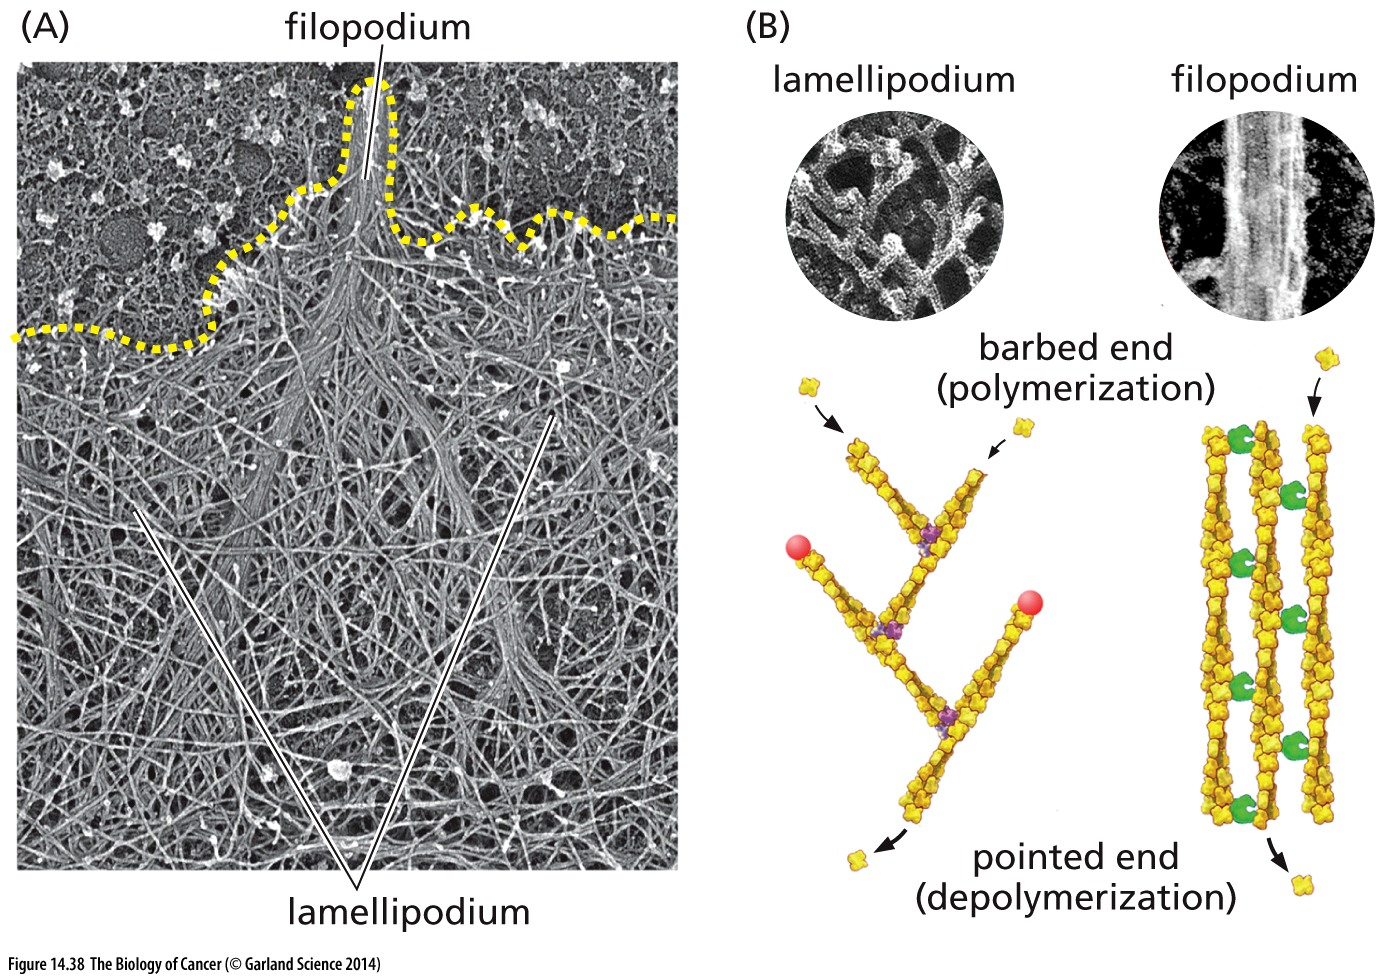 (A)
filopodium
lamellipodium
(B)
lamellipodium
filopodium
barbed end
(polymerization)
pointed end
(depolymerization)
Figure 14.38 The Biology of Cancer (© Garland Science 2014)